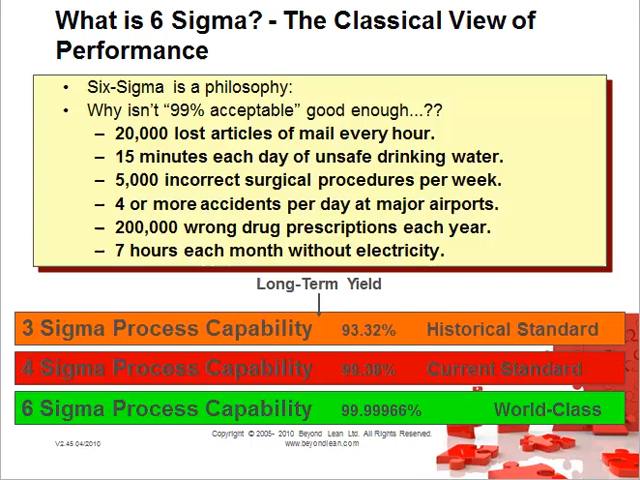 What is 6 Sigma? - The Classical View of
Performance
• Six-Sigma is a philosophy:
• Why isn't "99% acceptable" good enough...??
– 20,000 lost articles of mail every hour.
– 15 minutes each day of unsafe drinking water.
– 5,000 incorrect surgical procedures per week.
– 4 or more accidents per day at major airports.
– 200,000 wrong drug prescriptions each year.
– 7 hours each month without electricity.
Long-Term Yield
3 Sigma Process Capability 93.32% Historical Standard
4 Sigma Process Capability 99.38% Current Standard
6 Sigma Process Capability 99.99966% World-Class
Copyright © 2005- 2010 Beyond Lean Ltd. All Rights Reserved.
V2.45 04/2010 www.beyondlean.com